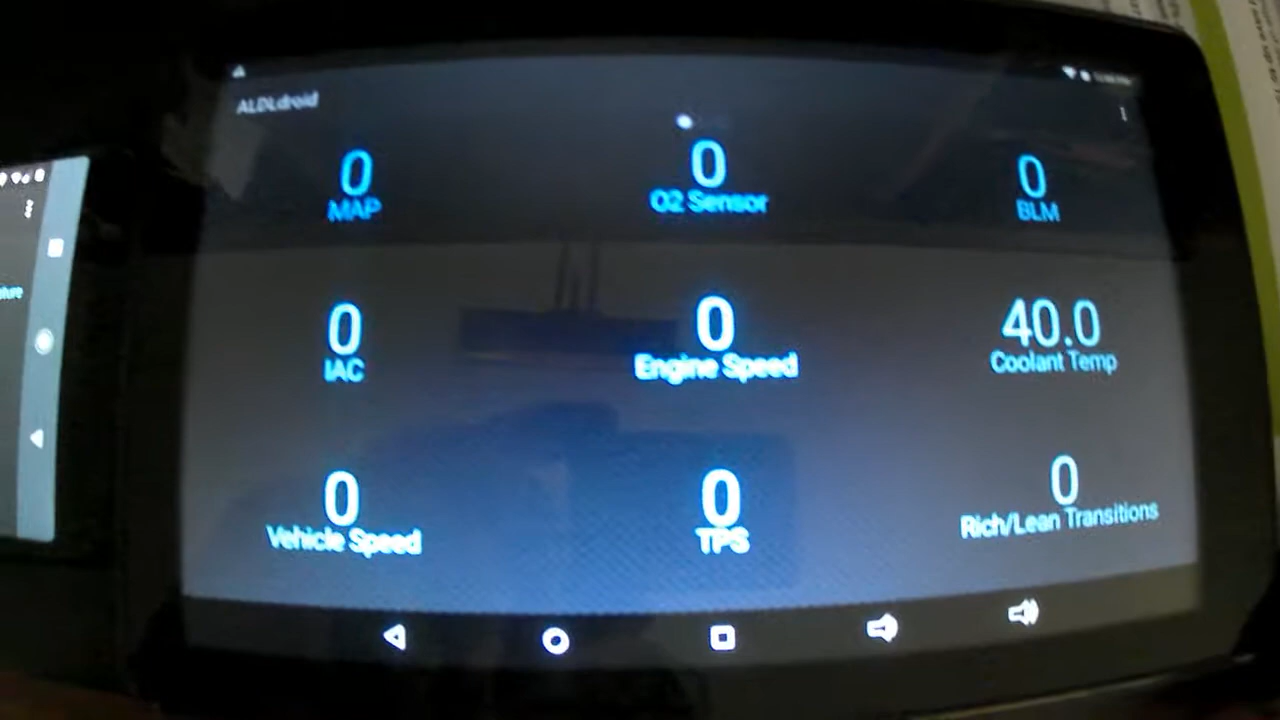 ALDLdroid
0
MAP
0
O2 Sensor
0
BLM
0
IAC
0
Engine Speed
40.0
Coolant Temp
0
Vehicle Speed
0
TPS
0
Rich/Lean Transitions